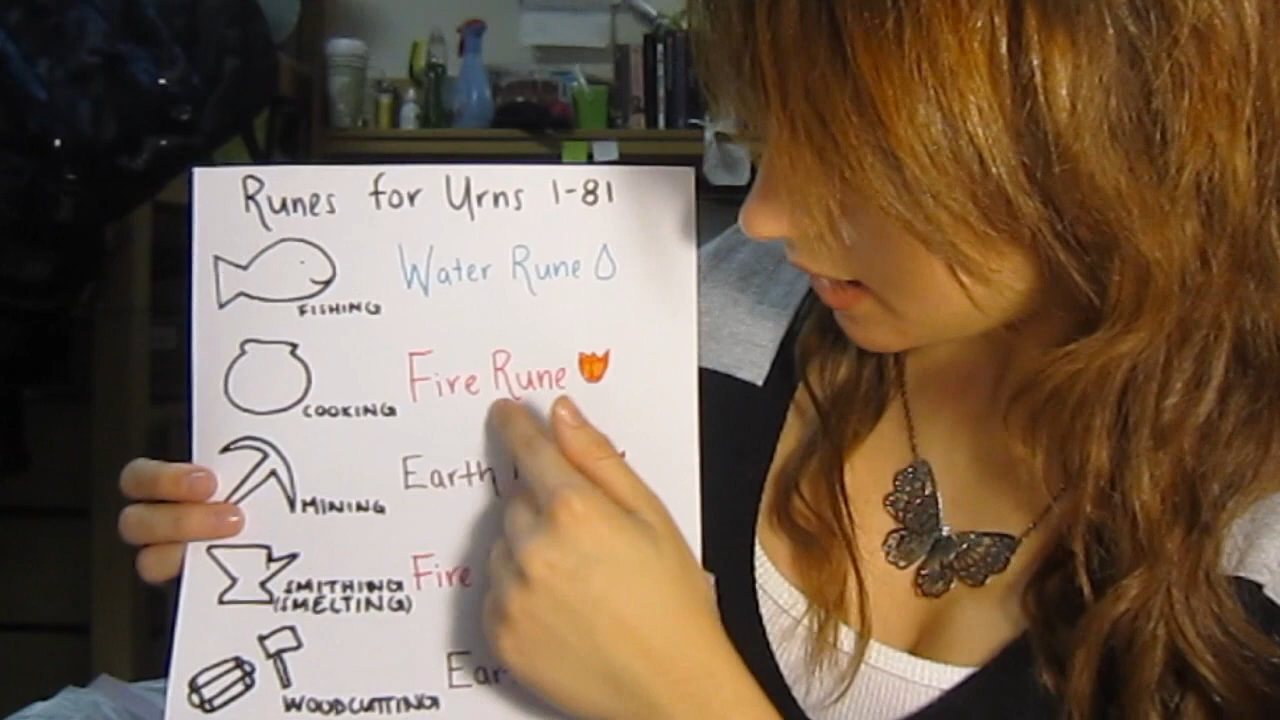 Runes for Urns 1-81
FISHING Water Rune
COOKING Fire Rune
MINING Earth
SMITHING Fire
(SMELTING)
WOODCUTTING Ear